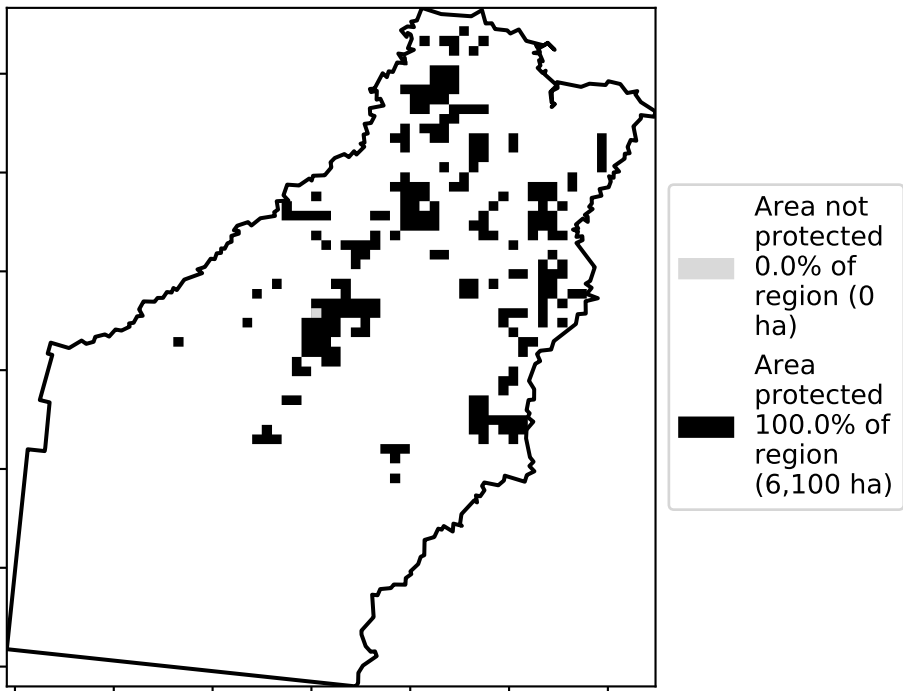 Area not
protected
0.0% of
region (0
ha)
Area
protected
100.0% of
region
(6,100 ha)